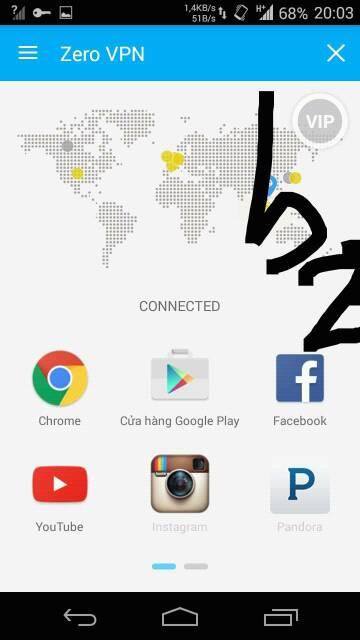 1,4KB/s
51B/s
H+
68% 20:03
Zero VPN
VIP
h2
CONNECTED
Chrome
Cửa hàng Google Play
Facebook
YouTube
Instagram
Pandora